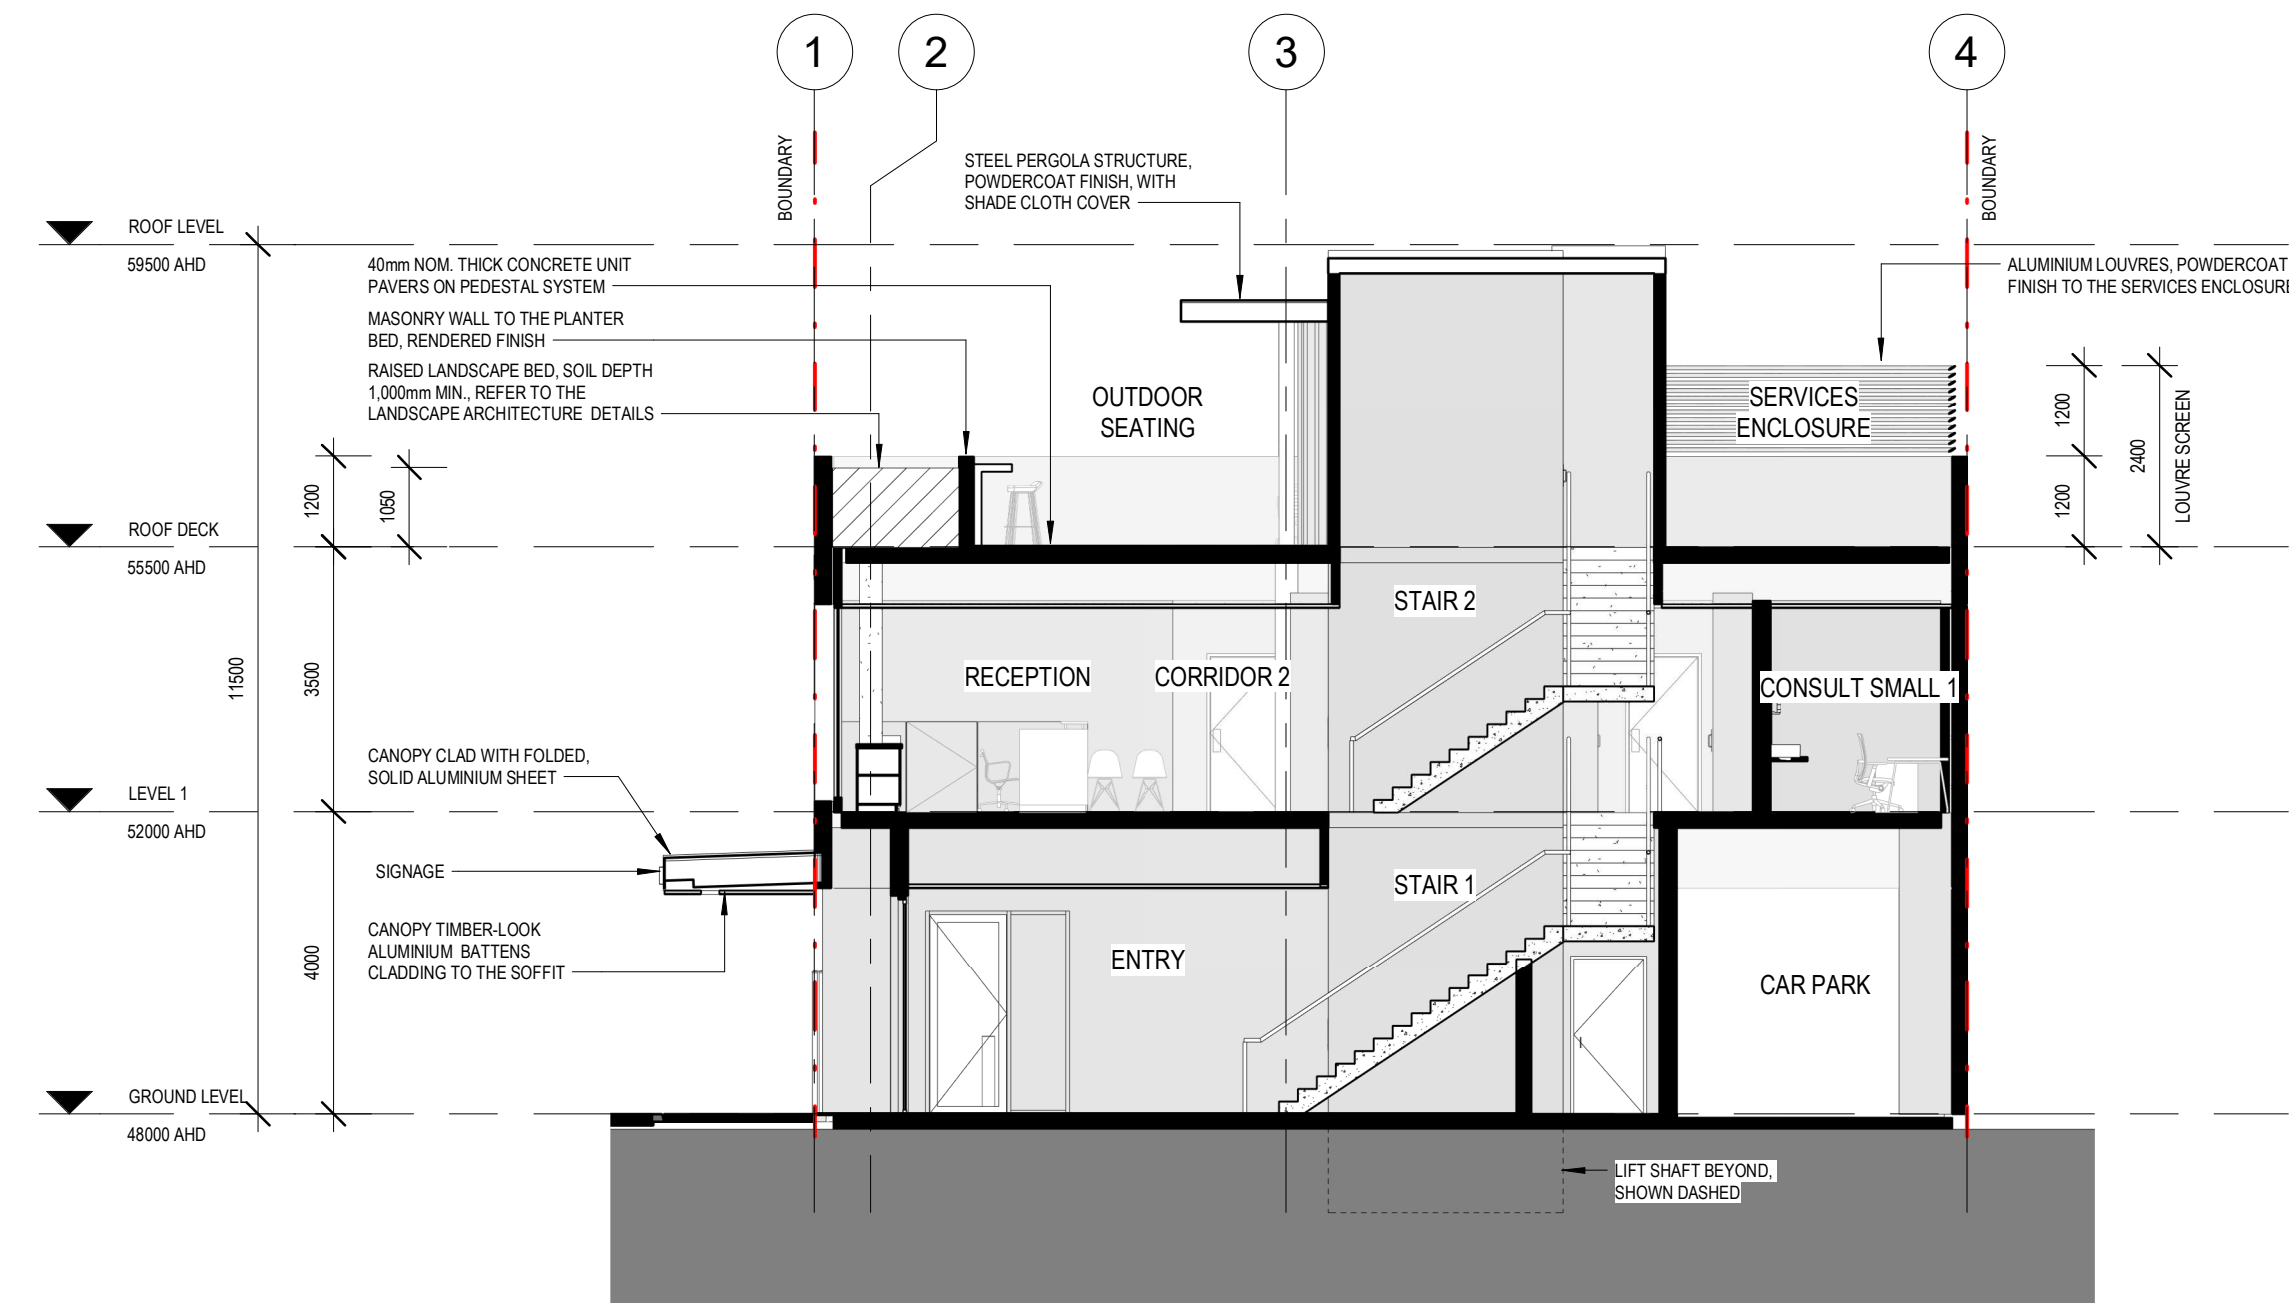 1
2
3
4
BOUNDARY
BOUNDARY
STEEL PERGOLA STRUCTURE,
POWDERCOAT FINISH, WITH
SHADE CLOTH COVER
ROOF LEVEL
59500 AHD
40mm NOM. THICK CONCRETE UNIT
PAVERS ON PEDESTAL SYSTEM
MASONRY WALL TO THE PLANTER
BED, RENDERED FINISH
RAISED LANDSCAPE BED, SOIL DEPTH
1,000mm MIN., REFER TO THE
LANDSCAPE ARCHITECTURE DETAILS
ALUMINIUM LOUVRES, POWDERCOAT
FINISH TO THE SERVICES ENCLOSURE
OUTDOOR
SEATING
SERVICES
ENCLOSURE
1200
1050
1200
1200
2400
LOUVRE SCREEN
ROOF DECK
55500 AHD
STAIR 2
RECEPTION
CORRIDOR 2
CONSULT SMALL 1
11500
3500
CANOPY CLAD WITH FOLDED,
SOLID ALUMINIUM SHEET
LEVEL 1
52000 AHD
SIGNAGE
STAIR 1
CANOPY TIMBER-LOOK
ALUMINIUM BATTENS
CLADDING TO THE SOFFIT
4000
ENTRY
CAR PARK
GROUND LEVEL
48000 AHD
LIFT SHAFT BEYOND,
SHOWN DASHED